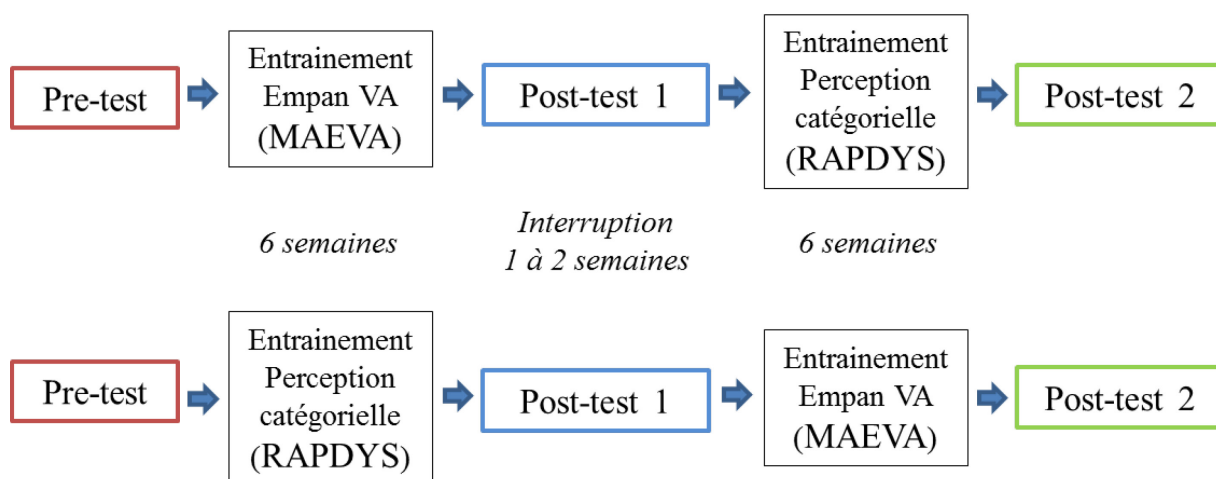 Pre-test
Entrainement
Empan VA
(MAEVA)
Post-test 1
Entrainement
Perception
catégorielle
(RAPDYS)
Post-test 2
6 semaines
Interruption
1 à 2 semaines
6 semaines
Pre-test
Entrainement
Perception
catégorielle
(RAPDYS)
Post-test 1
Entrainement
Empan VA
(MAEVA)
Post-test 2